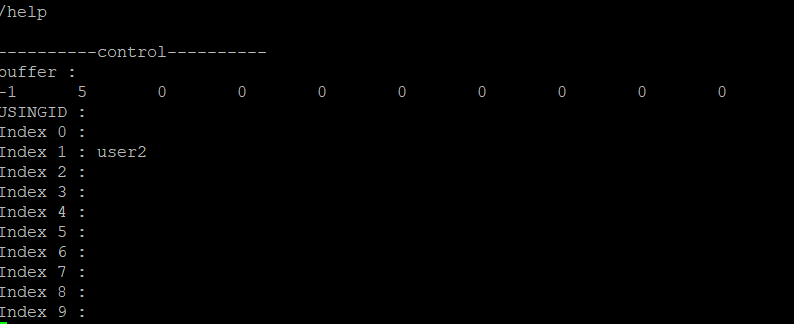 /help
----------control----------
buffer :
-1 5 0 0 0 0 0 0 0 0
USINGID :
Index 0 :
Index 1 : user2
Index 2 :
Index 3 :
Index 4 :
Index 5 :
Index 6 :
Index 7 :
Index 8 :
Index 9 :